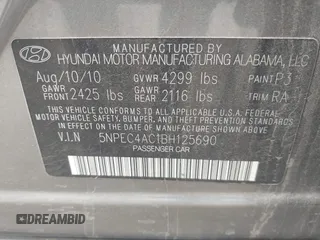 MANUFACTURED BY
HYUNDAI MOTOR MANUFACTURING ALABAMA, LLC
Aug/10/10 GVWR 4299 lbs PAINT P3
GAWR FRONT 2425 lbs GAWR REAR 2116 lbs TRIM RA
THIS VEHICLE CONFORMS TO ALL APPLICABLE U.S.A. FEDERAL
MOTOR VEHICLE SAFETY, BUMPER, AND THEFT PREVENTION
STANDARDS IN EFFECT ON THE DATE OF MANUFACTURE SHOWN ABOVE.
V.I.N 5NPEC4AC1BH125690
PASSENGER CAR
DREAMBID